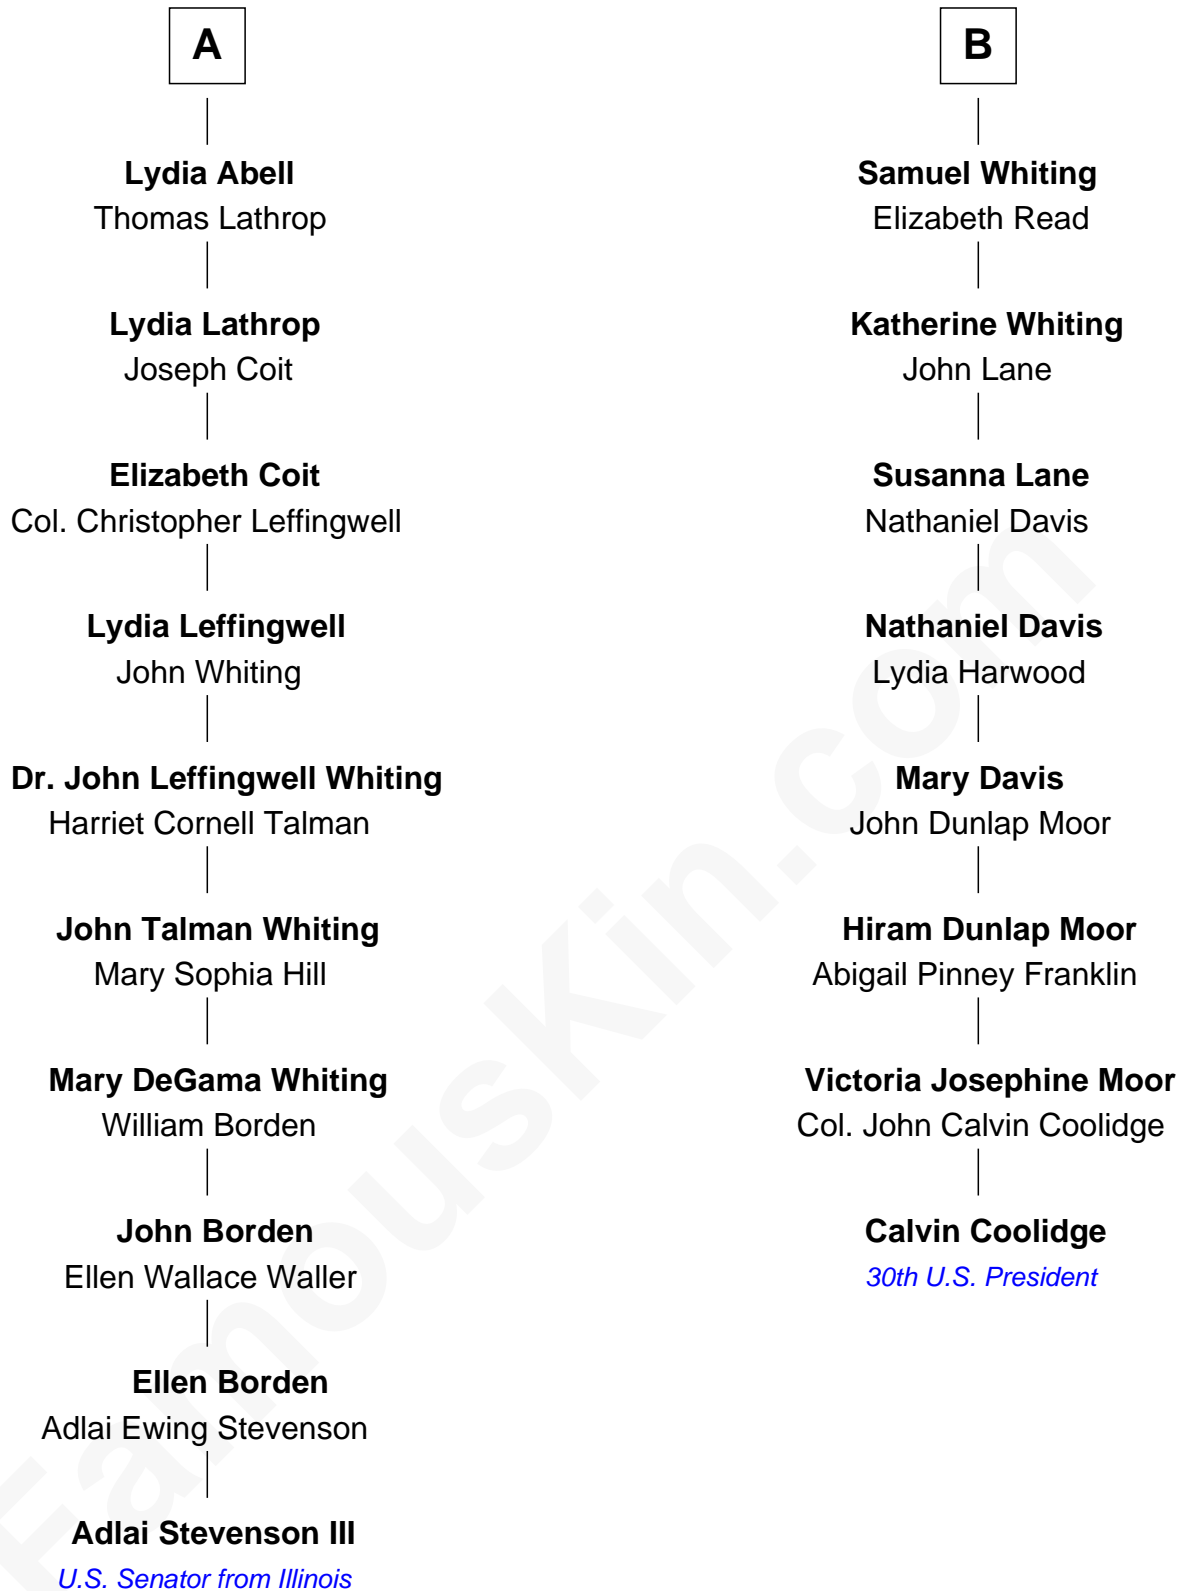 A
Lydia Abell
Thomas Lathrop
Lydia Lathrop
Joseph Coit
Elizabeth Coit
Col. Christopher Leffingwell
Lydia Leffingwell
John Whiting
Dr. John Leffingwell Whiting
Harriet Cornell Talman
John Talman Whiting
Mary Sophia Hill
Mary DeGama Whiting
William Borden
John Borden
Ellen Wallace Waller
Ellen Borden
Adlai Ewing Stevenson
Adlai Stevenson III
U.S. Senator from Illinois
B
Samuel Whiting
Elizabeth Read
Katherine Whiting
John Lane
Susanna Lane
Nathaniel Davis
Nathaniel Davis
Lydia Harwood
Mary Davis
John Dunlap Moor
Hiram Dunlap Moor
Abigail Pinney Franklin
Victoria Josephine Moor
Col. John Calvin Coolidge
Calvin Coolidge
30th U.S. President
FamousKin.com